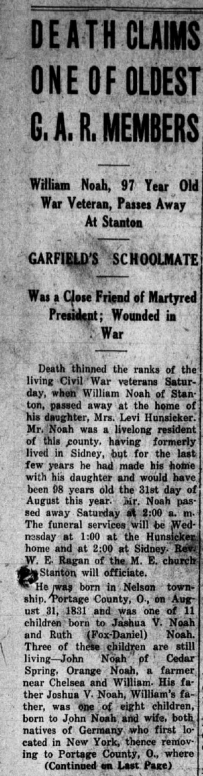 DEATH CLAIMS
ONE OF OLDEST
G. A. R. MEMBERS
William Noah, 97 Year Old
War Veteran, Passes Away
At Stanton
GARFIELD'S SCHOOLMATE
Was a Close Friend of Martyred
President; Wounded in
War
Death thinned the ranks of the
living Civil War veterans Satur-
day, when William Noah of Stan-
ton, passed away at the home of
his daughter, Mrs. Levi Hunsicker.
Mr. Noah was a livelong resident
of this county, having formerly
lived in Sidney, but for the last
few years he had made his home
with his daughter and would have
been 98 years old the 31st day of
August this year. Mr. Noah pas-
sed away Saturday at 2:00 a. m.
The funeral services will be Wed-
nesday at 1:00 at the Hunsicker
home and at 2:00 at Sidney. Rev.
W. E. Ragan of the M. E. church
Stanton will officiate.
He was born in Nelson town-
ship, Portage County, O., on Aug-
ust 31, 1831 and was one of 11
children born to Jashua V. Noah
and Ruth (Fox-Daniel) Noah.
Three of these children are still
living—John Noah of Cedar
Spring, Orange Noah, a farmer
near Chelsea and William. His fa-
ther Joshua V. Noah, William's fa-
ther, was one of eight children,
born to John Noah and wife, both
natives of Germany who first lo-
cated in New York, thence remov-
ing to Portage County, O., where
(Continued on Last Page)